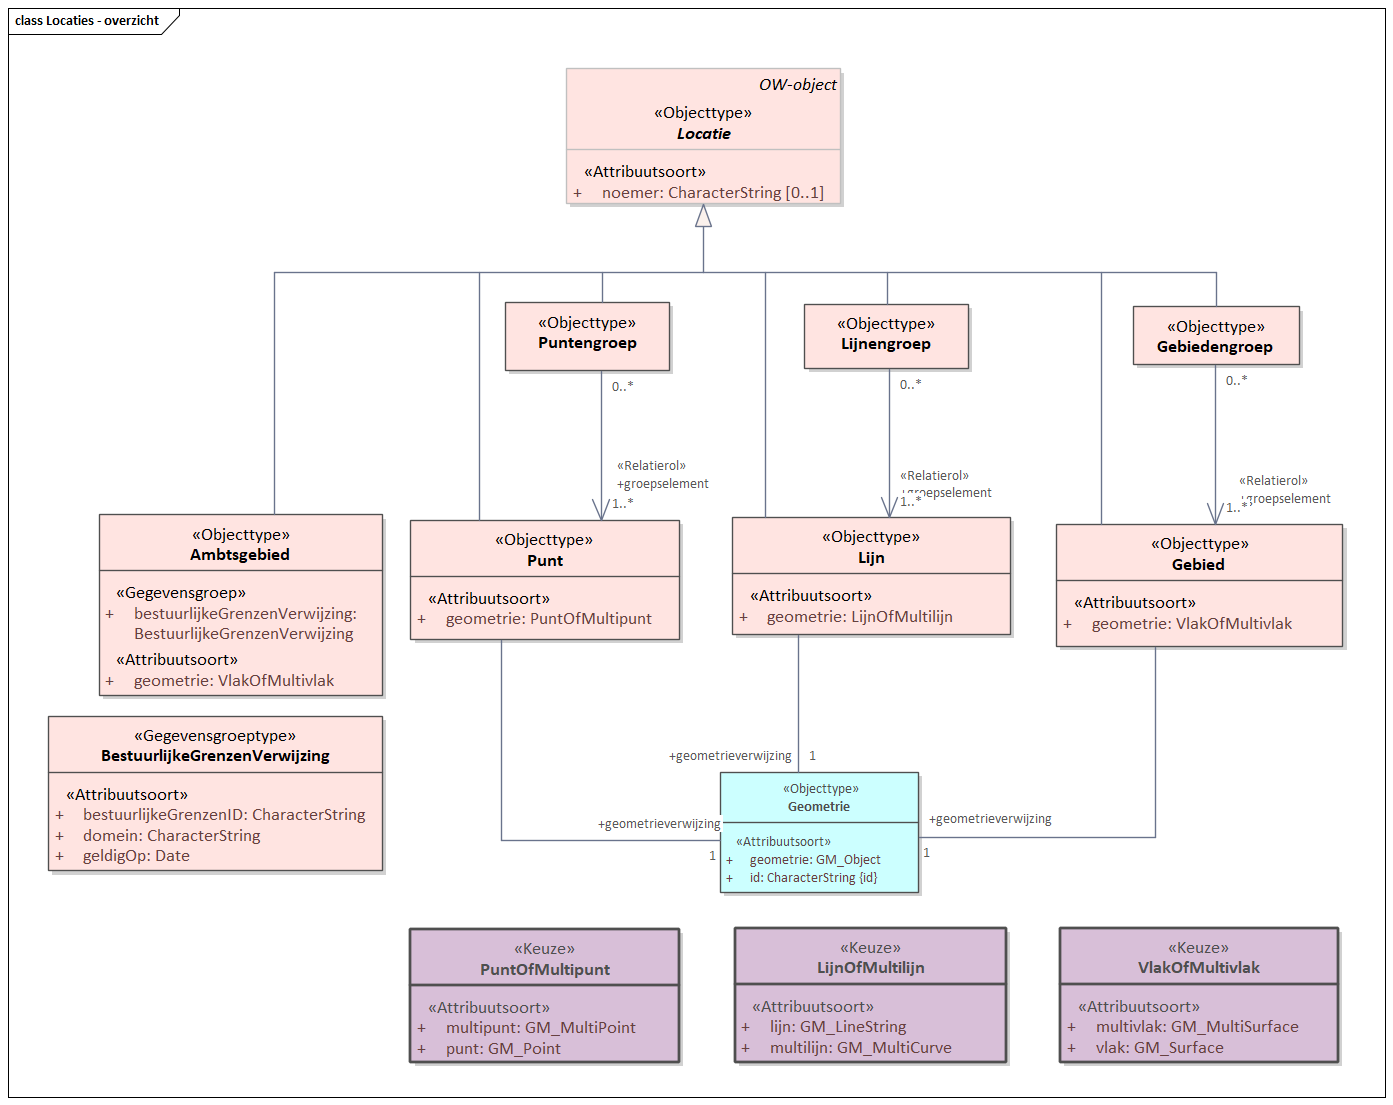 class Locaties - overzicht
OW-object
«Objecttype»
Locatie
«Attribuutsoort»
+ noemer: CharacterString [0..1]
«Objecttype»
Puntengroep
0..*
«Relatierol»
+groepselement
1..*
«Objecttype»
Lijnengroep
0..*
«Relatierol»
+groepselement
1..*
«Objecttype»
Gebiedengroep
0..*
«Relatierol»
+groepselement
1..*
«Objecttype»
Ambtsgebied
«Gegevensgroep»
+ bestuurlijkeGrenzenVerwijzing:
BestuurlijkeGrenzenVerwijzing
«Attribuutsoort»
+ geometrie: VlakOfMultivlak
«Objecttype»
Punt
«Attribuutsoort»
+ geometrie: PuntOfMultipunt
«Objecttype»
Lijn
«Attribuutsoort»
+ geometrie: LijnOfMultilijn
«Objecttype»
Gebied
«Attribuutsoort»
+ geometrie: VlakOfMultivlak
«Gegevensgroeptype»
BestuurlijkeGrenzenVerwijzing
«Attribuutsoort»
+ bestuurlijkeGrenzenID: CharacterString
+ domein: CharacterString
+ geldigOp: Date
+geometrieverwijzing 1
+geometrieverwijzing
1
+geometrieverwijzing
1
«Objecttype»
Geometrie
«Attribuutsoort»
+ geometrie: GM_Object
+ id: CharacterString {id}
«Keuze»
PuntOfMultipunt
«Attribuutsoort»
+ multipunt: GM_MultiPoint
+ punt: GM_Point
«Keuze»
LijnOfMultilijn
«Attribuutsoort»
+ lijn: GM_LineString
+ multilijn: GM_MultiCurve
«Keuze»
VlakOfMultivlak
«Attribuutsoort»
+ multivlak: GM_MultiSurface
+ vlak: GM_Surface